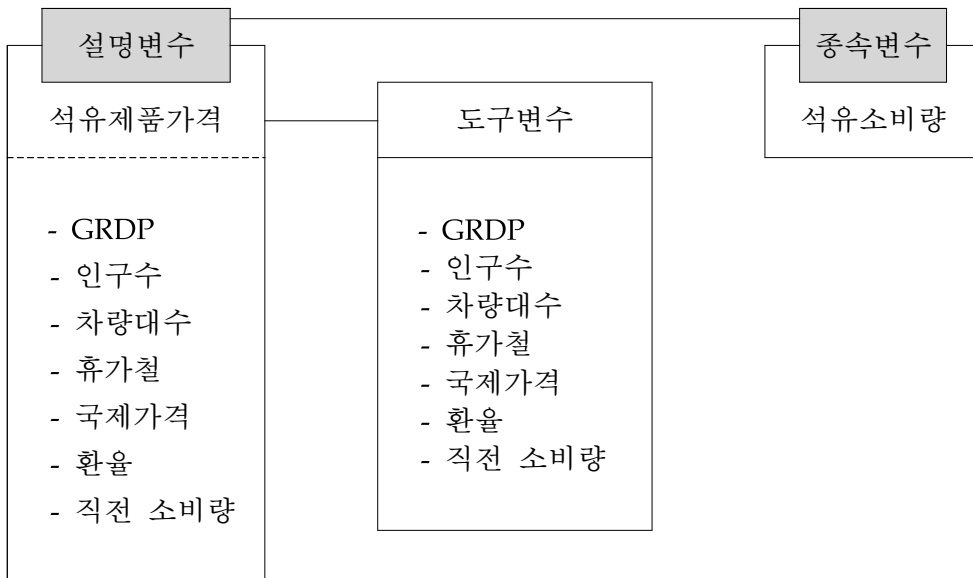 설명변수
석유제품가격
- GRDP
- 인구수
- 차량대수
- 휴가철
- 국제가격
- 환율
- 직전 소비량
도구변수
- GRDP
- 인구수
- 차량대수
- 휴가철
- 국제가격
- 환율
- 직전 소비량
종속변수
석유소비량